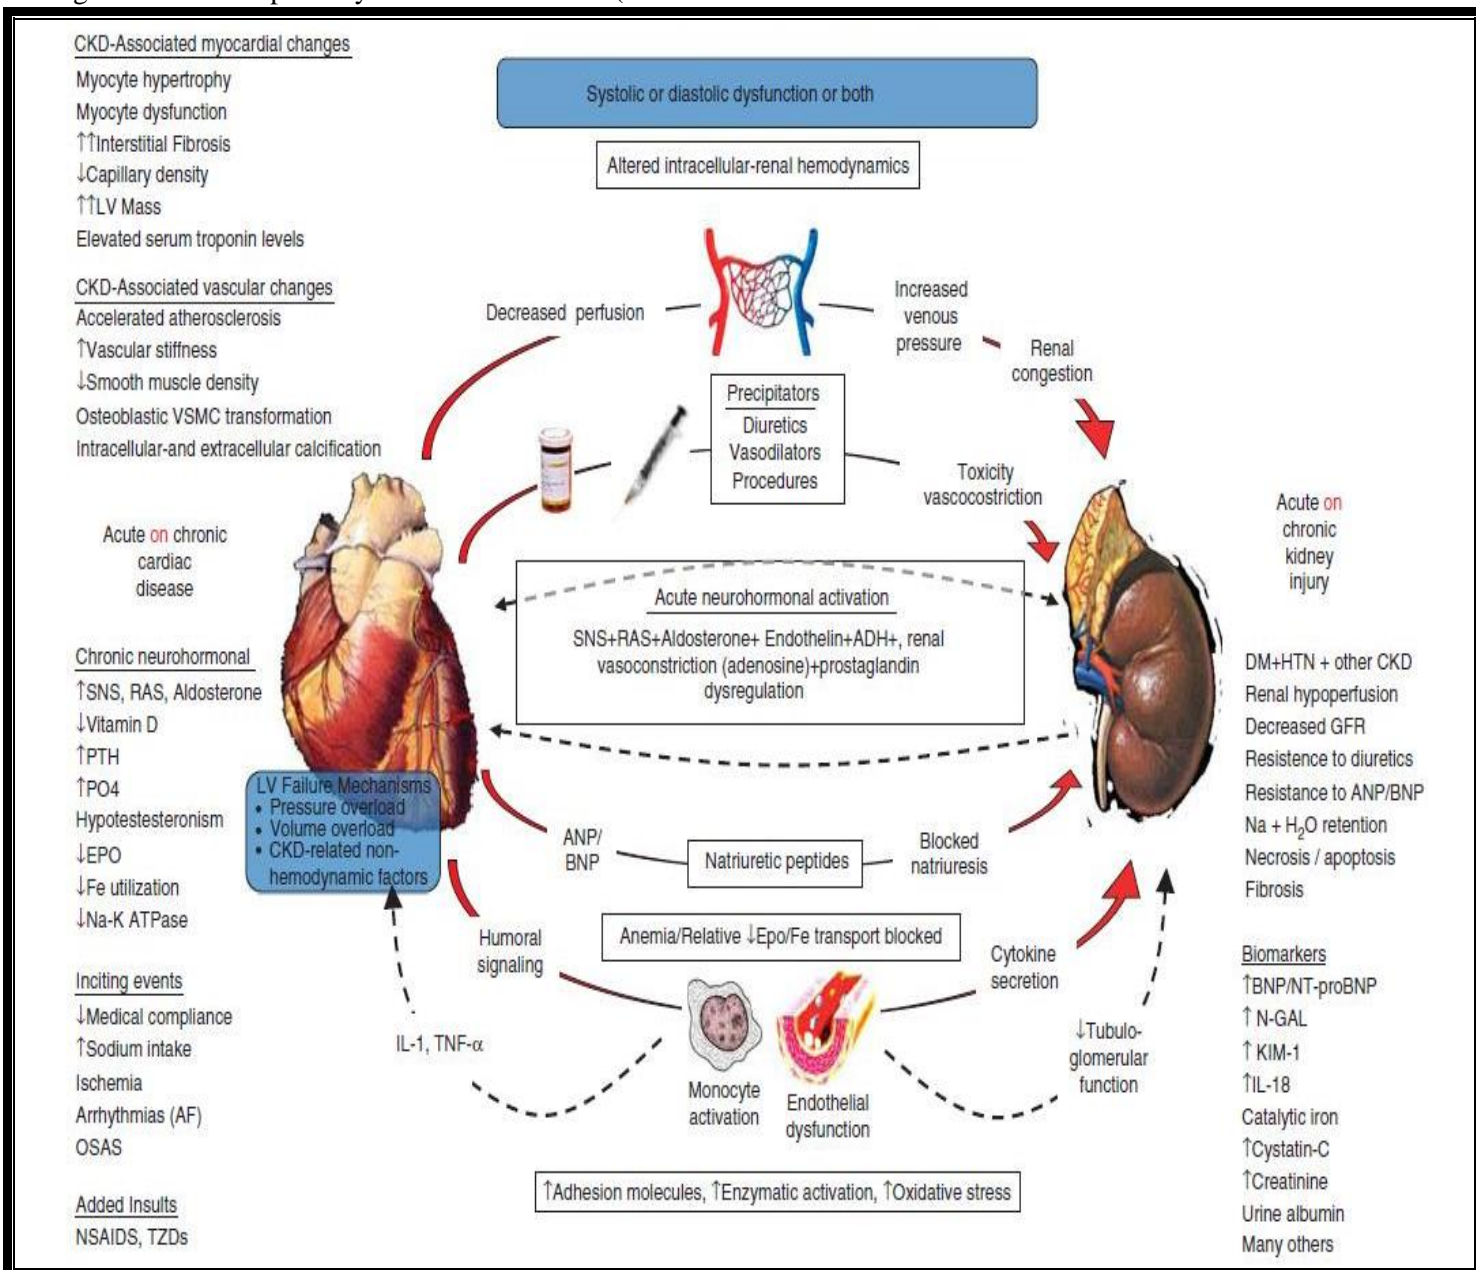 CKD-Associated myocardial changes
Myocyte hypertrophy
Myocyte dysfunction
↑↑Interstitial Fibrosis
↓Capillary density
↑↑LV Mass
Elevated serum troponin levels
CKD-Associated vascular changes
Accelerated atherosclerosis
↑Vascular stiffness
↓Smooth muscle density
Osteoblastic VSMC transformation
Intracellular-and extracellular calcification
Acute on chronic
cardiac
disease
Chronic neurohormonal
↑SNS, RAS, Aldosterone
↓Vitamin D
↑PTH
↑PO4
Hypotestesteronism
↓EPO
↓Fe utilization
↓Na-K ATPase
Inciting events
↓Medical compliance
↑Sodium intake
Ischemia
Arrhythmias (AF)
OSAS
Added Insults
NSAIDS, TZDs
Systolic or diastolic dysfunction or both
Altered intracellular-renal hemodynamics
Decreased perfusion
Increased
venous
pressure
Renal
congestion
Precipitators
Diuretics
Vasodilators
Procedures
Toxicity
vascocostriction
Acute neurohormonal activation
SNS+RAS+Aldosterone+ Endothelin+ADH+, renal
vasoconstriction (adenosine)+prostaglandin
dysregulation
LV Failure Mechanisms
• Pressure overload
• Volume overload
• CKD-related non-
hemodynamic factors
ANP/
BNP
Natriuretic peptides
Blocked
natriuresis
Humoral
signaling
Anemia/Relative ↓Epo/Fe transport blocked
Cytokine
secretion
IL-1, TNF-α
Monocyte
activation
Endothelial
dysfunction
↓Tubulo-
glomerular
function
↑Adhesion molecules, ↑Enzymatic activation, ↑Oxidative stress
Acute on
chronic
kidney
injury
DM+HTN + other CKD
Renal hypoperfusion
Decreased GFR
Resistence to diuretics
Resistance to ANP/BNP
Na + H₂O retention
Necrosis / apoptosis
Fibrosis
Biomarkers
↑BNP/NT-proBNP
↑ N-GAL
↑ KIM-1
↑IL-18
Catalytic iron
↑Cystatin-C
↑Creatinine
Urine albumin
Many others